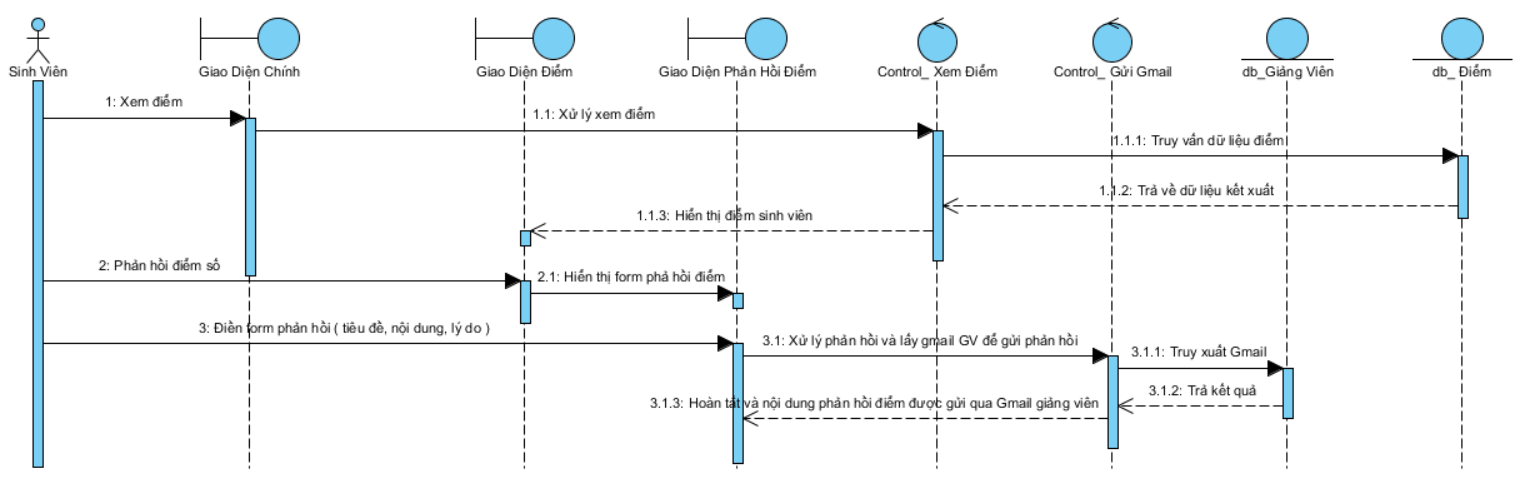 Sinh Viên
Giao Diện Chính
Giao Diện Điểm
Giao Diện Phản Hồi Điểm
Control_ Xem Điểm
Control_ Gửi Gmail
db_Giảng Viên
db_ Điểm
1: Xem điểm
1.1: Xử lý xem điểm
1.1.1: Truy vấn dữ liệu điểm
1.1.2: Trả về dữ liệu kết xuất
1.1.3: Hiển thị điểm sinh viên
2: Phản hồi điểm số
2.1: Hiển thị form phả hồi điểm
3: Điền form phản hồi ( tiêu đề, nội dung, lý do )
3.1: Xử lý phản hồi và lấy gmail GV để gửi phản hồi
3.1.1: Truy xuất Gmail
3.1.2: Trả kết quả
3.1.3: Hoàn tất và nội dung phản hồi điểm được gửi qua Gmail giảng viên